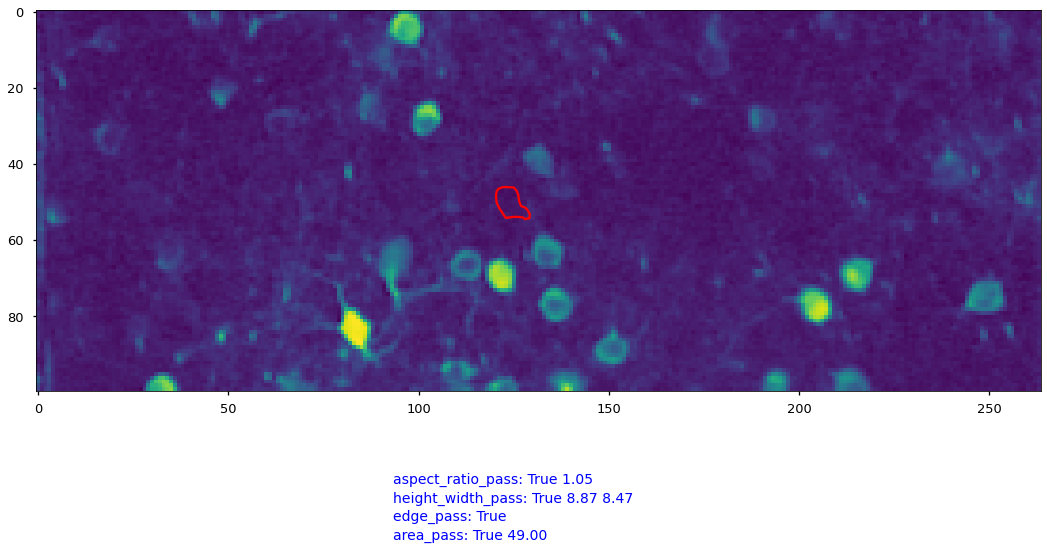 0
20
40
60
80
0 50 100 150 200 250
aspect_ratio_pass: True 1.05
height_width_pass: True 8.87 8.47
edge_pass: True
area_pass: True 49.00